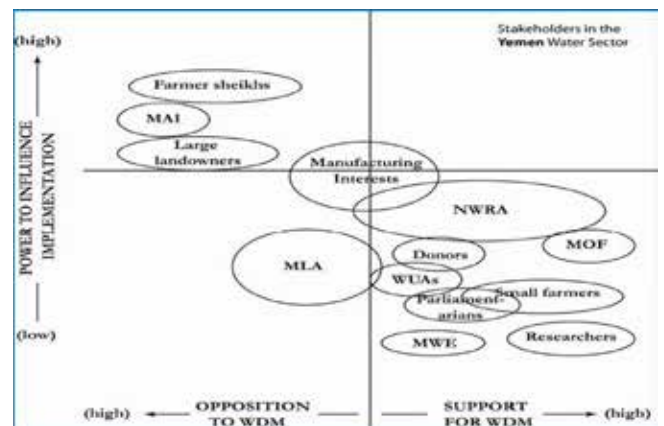 Stakeholders in the
Yemen Water Sector
(high)
POWER TO INFLUENCE
IMPLEMENTATION
(low)
Farmer sheikhs
MAI
Large
landowners
Manufacturing
Interests
NWRA
MOF
Donors
MLA
WUAs
Small farmers
Parliament-
arians
MWE
Researchers
(high)
OPPOSITION
TO WDM
SUPPORT
FOR WDM
(high)